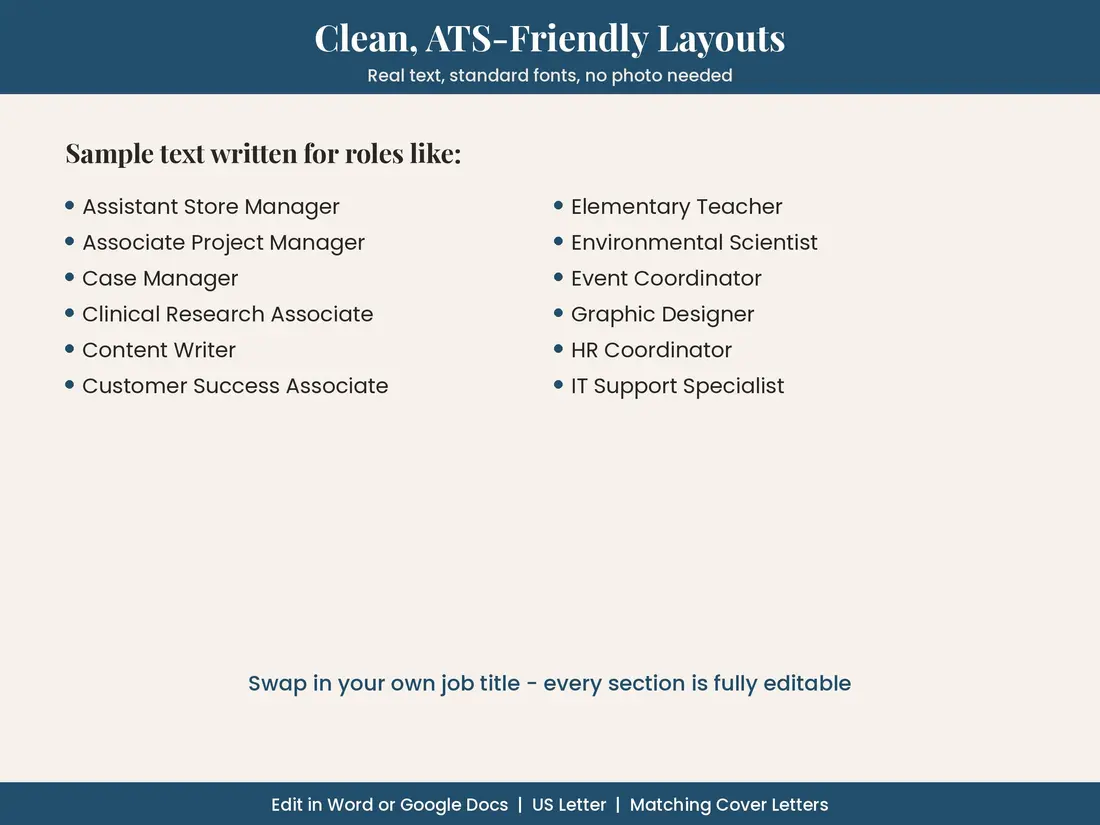 Clean, ATS-Friendly Layouts
Real text, standard fonts, no photo needed
Sample text written for roles like:
• Assistant Store Manager
• Associate Project Manager
• Case Manager
• Clinical Research Associate
• Content Writer
• Customer Success Associate
• Elementary Teacher
• Environmental Scientist
• Event Coordinator
• Graphic Designer
• HR Coordinator
• IT Support Specialist
Swap in your own job title - every section is fully editable
Edit in Word or Google Docs | US Letter | Matching Cover Letters